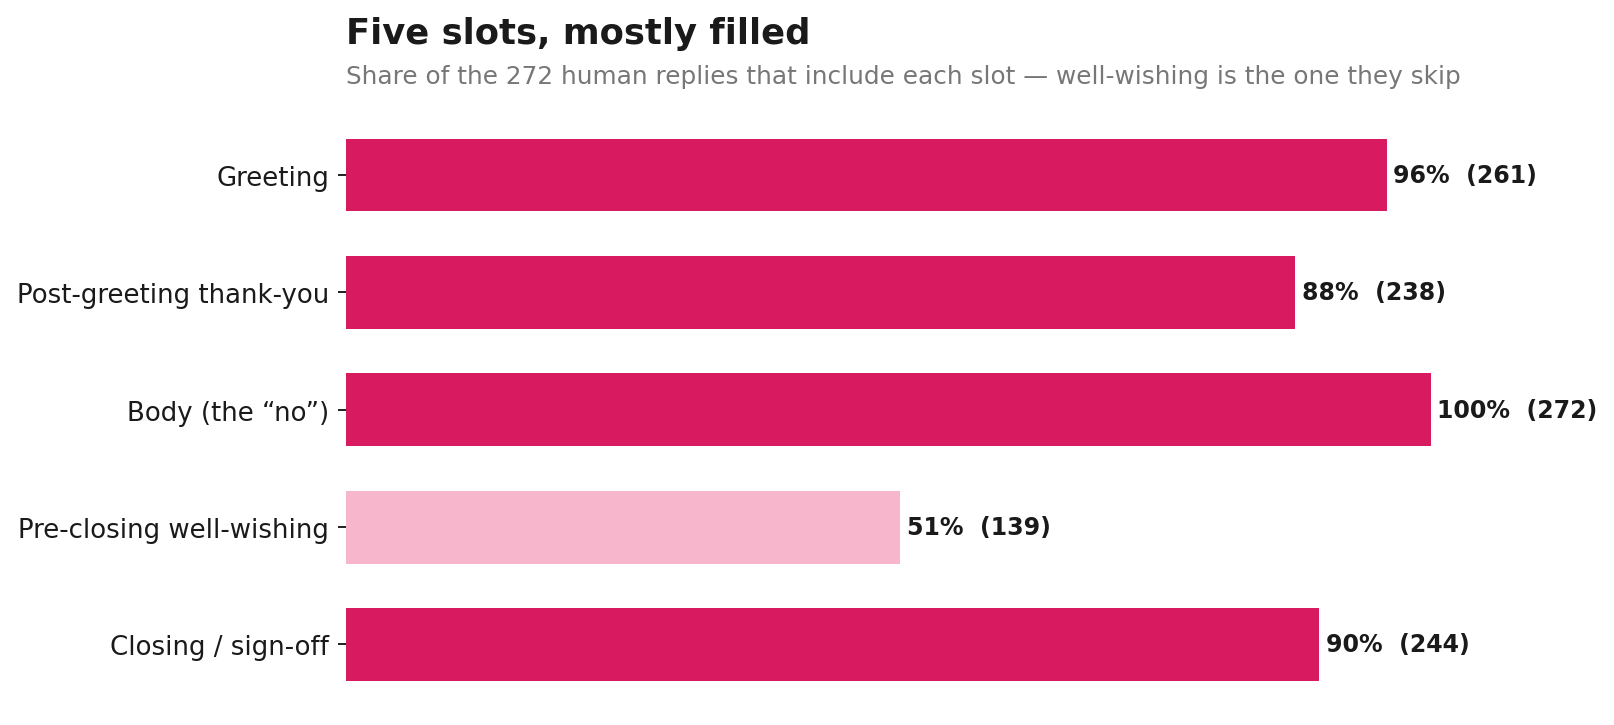 Five slots, mostly filled
Share of the 272 human replies that include each slot — well-wishing is the one they skip
Greeting
96%  (261)
Post-greeting thank-you
88%  (238)
Body (the “no”)
100%  (272)
Pre-closing well-wishing
51%  (139)
Closing / sign-off
90%  (244)